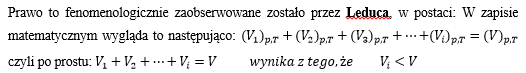 Prawo to fenomenologicznie zaobserwowane zostało przez Leduca, w postaci: W zapisie
matematycznym wygląda to następująco: (V₁)ₚ,T + (V₂)ₚ,T + (V₃)ₚ,T + ⋯ +(Vᵢ)ₚ,T = (V)ₚ,T
czyli po prostu: V₁ + V₂ + ⋯ + Vᵢ = V wynika z tego, że Vᵢ < V